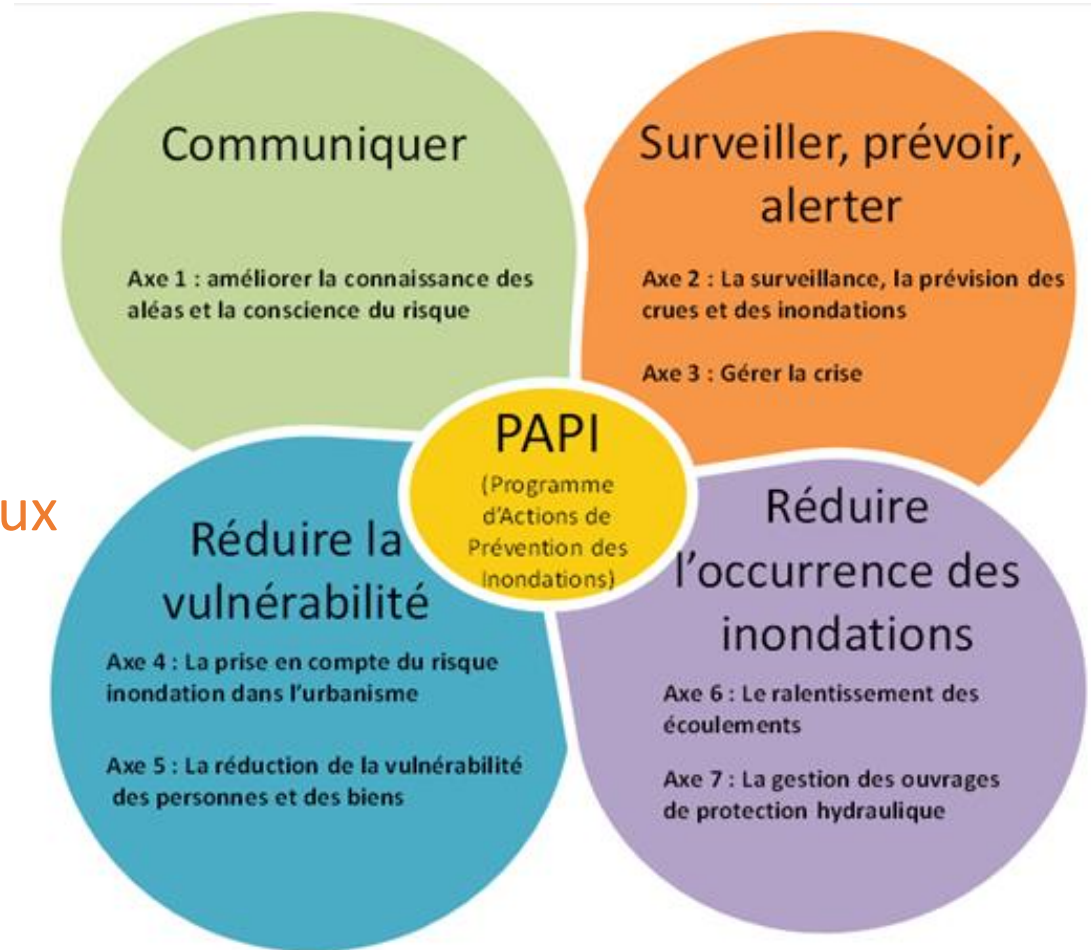 Communiquer
Axe 1 : améliorer la connaissance des
aléas et la conscience du risque
Surveiller, prévoir,
alerter
Axe 2 : La surveillance, la prévision des
crues et des inondations
Axe 3 : Gérer la crise
PAPI
(Programme
d'Actions de
Prévention des
Inondations)
ux
Réduire la
vulnérabilité
Axe 4 : La prise en compte du risque
inondation dans l'urbanisme
Axe 5 : La réduction de la vulnérabilité
des personnes et des biens
Réduire
l'occurrence des
inondations
Axe 6 : Le ralentissement des
écoulements
Axe 7 : La gestion des ouvrages
de protection hydraulique